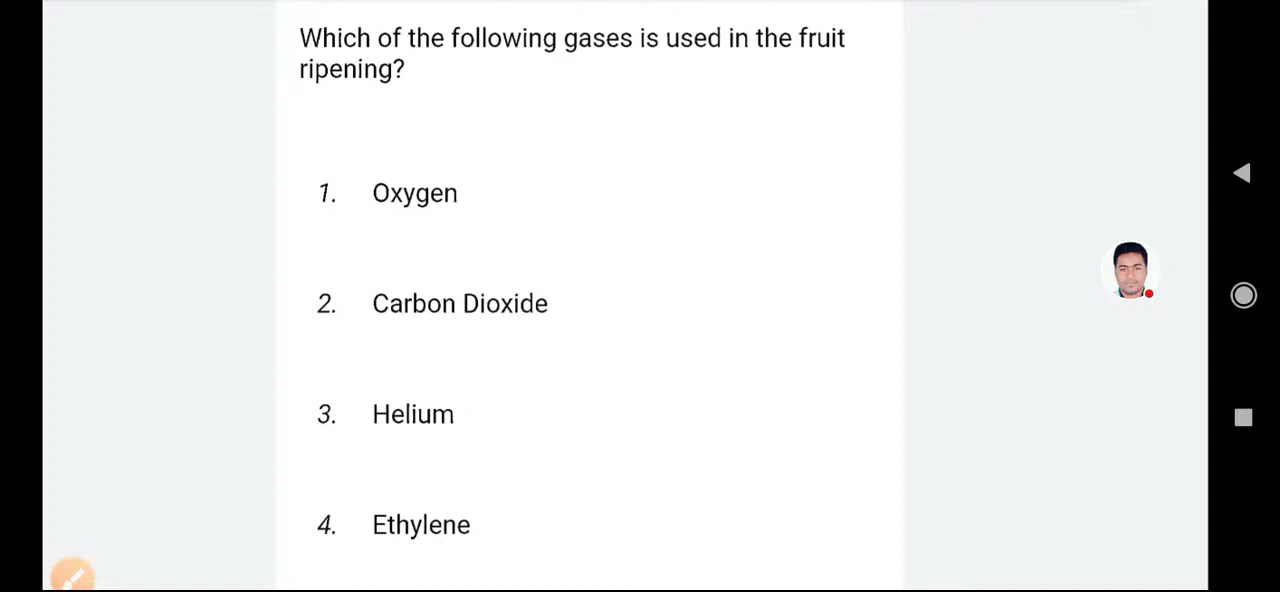 Which of the following gases is used in the fruit
ripening?
1. Oxygen
2. Carbon Dioxide
3. Helium
4. Ethylene